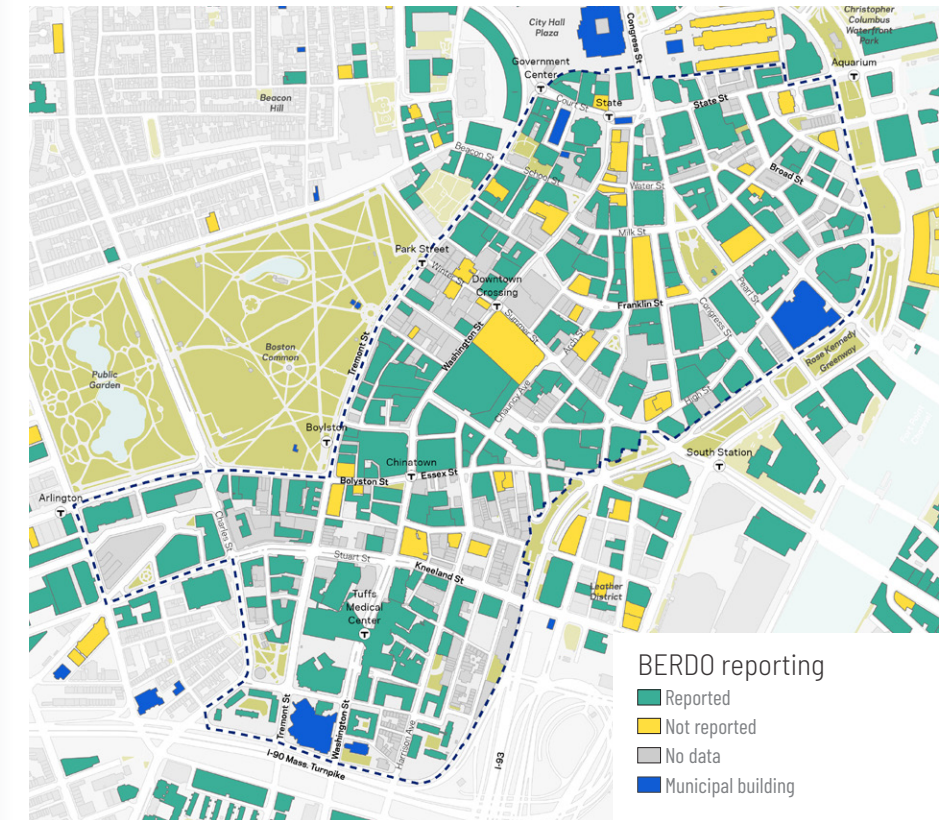 City Hall
Plaza
Congress St
Christopher
Columbus
Waterfront
Park
Government
Center
Aquarium
Beacon
Hill
Court St
State
State St
Beacon St
School St
Water St
Broad St
Milk St
Park Street
Winter St
Downtown
Crossing
Franklin St
Pearl St
Congress St
Summer St
Arch St
Washington St
Tremont St
Boston
Common
Public
Garden
Rose Kennedy
Greenway
Chauncy Ave
High St
Boylston
Chinatown
Essex St
South Station
Bolyston St
Arlington
Charles St
Stuart St
Kneeland St
Leather
District
Tufts
Medical
Center
Tremont St
Washington St
Harrison Ave
I-93
I-90 Mass. Turnpike
BERDO reporting
Reported
Not reported
No data
Municipal building